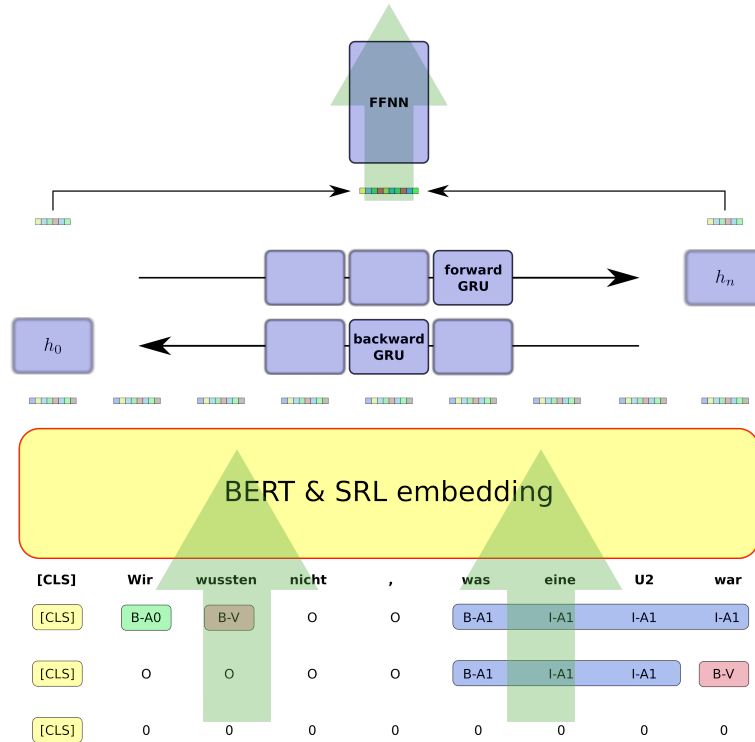 FFNN
forward
GRU
h_n
backward
GRU
h_0
BERT & SRL embedding
[CLS] Wir wussten nicht , was eine U2 war
[CLS] B-A0 B-V O O B-A1 I-A1 I-A1 I-A1
[CLS] O O O O B-A1 I-A1 I-A1 B-V
[CLS] 0 0 0 0 0 0 0 0